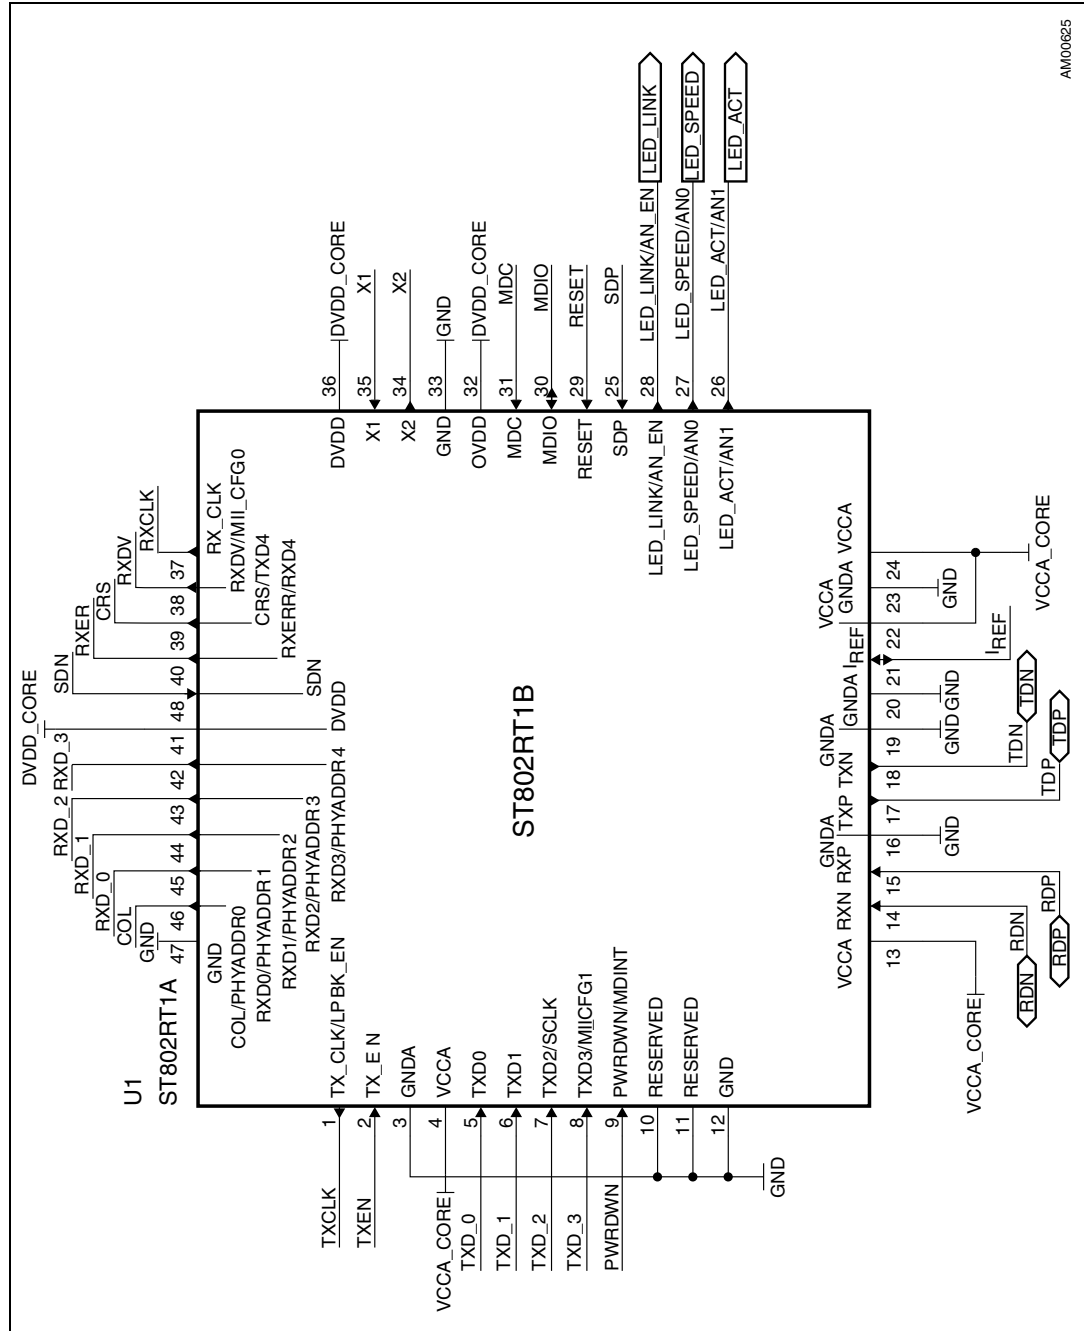 U1
ST802RT1A
ST802RT1B
TXCLK 1 TX_CLK/LPBK_EN
TXEN 2 TX_E N
3 GNDA
VCCA_CORE 4 VCCA
TXD_0 5 TXD0
TXD_1 6 TXD1
TXD_2 7 TXD2/SCLK
TXD_3 8 TXD3/MII_CFG1
PWRDWN 9 PWRDWN/MDINT
10 RESERVED
11 RESERVED
12 GND
GND
GND 47 GND
COL 46 COL/PHYADDR0
RXD_0 45 RXD0/PHYADDR1
RXD_1 44 RXD1/PHYADDR2
RXD_2 43 RXD2/PHYADDR3
RXD_3 42 RXD3/PHYADDR4
DVDD_CORE 41 DVDD
SDN 48 SDN
RXER 40 RXERR/RXD4
CRS 39 CRS/TXD4
RXDV 38 RXDV/MII_CFG0
RXCLK 37 RX_CLK
DVDD 36 DVDD_CORE
X1 35 X1
X2 34 X2
GND 33 GND
OVDD 32 DVDD_CORE
MDC 31 MDC
MDIO 30 MDIO
RESET 29 RESET
SDP 25 SDP
LED_LINK/AN_EN 28 LED_LINK/AN_EN LED_LINK
LED_SPEED/AN0 27 LED_SPEED/AN0 LED_SPEED
LED_ACT/AN1 26 LED_ACT/AN1 LED_ACT
VCCA 13 VCCA_CORE
RXN 14 RDN RDN
RXP 15 RDP RDP
GNDA 16 GND
TXP 17 TDP TDP
TXN 18 TDN TDN
GNDA 19 GND
GNDA 20 GND
IREF 21 IREF
VCCA 22
GNDA 23 GND
VCCA 24 VCCA_CORE
AM00625